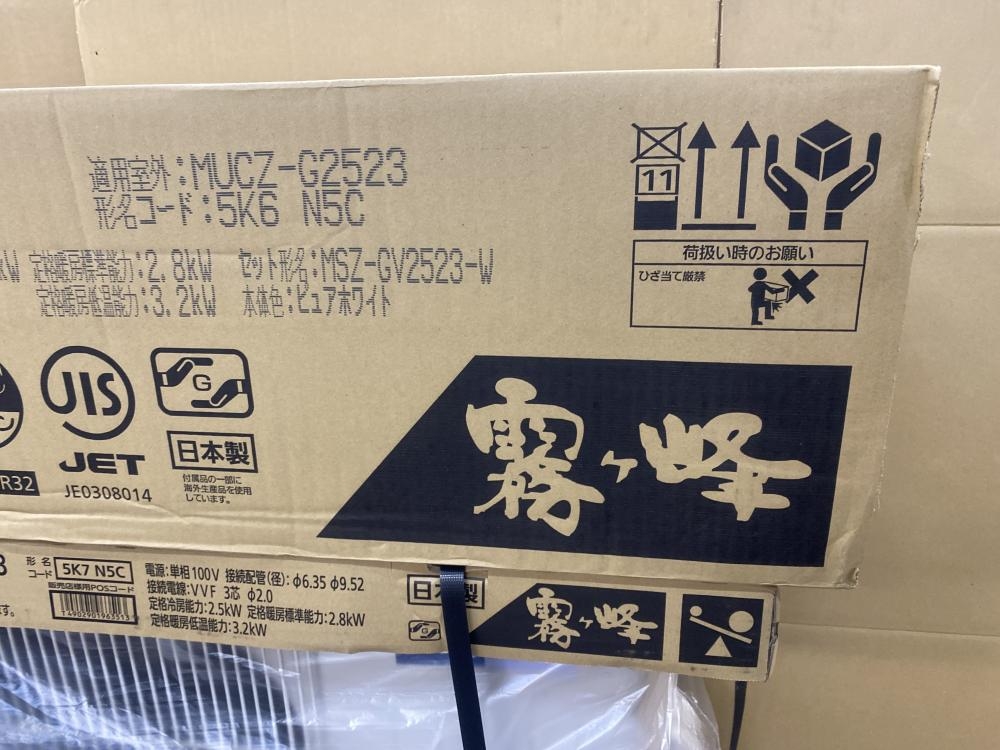 適用室外:MUCZ-G2523
形名コード:5K6 N5C
kW 定格暖房標準能力:2.8kW セット形名:MSZ-GV2523-W
定格暖房低温能力:3.2kW 本体色:ピュアホワイト
11
荷扱い時のお願い
ひざ当て厳禁
JIS
G
JET
日本製
R32
JE0308014
付属品の一部に
海外生産品を使用
しています。
霧ヶ峰
3
形名
コード
5K7 N5C
販売店様用POSコード
電源:単相100V 接続配管(径):φ6.35 φ9.52
接続電線:VVF 3芯 φ2.0
定格冷房能力:2.5kW 定格暖房標準能力:2.8kW
定格暖房低温能力:3.2kW
日本製
G
霧ヶ峰
す。